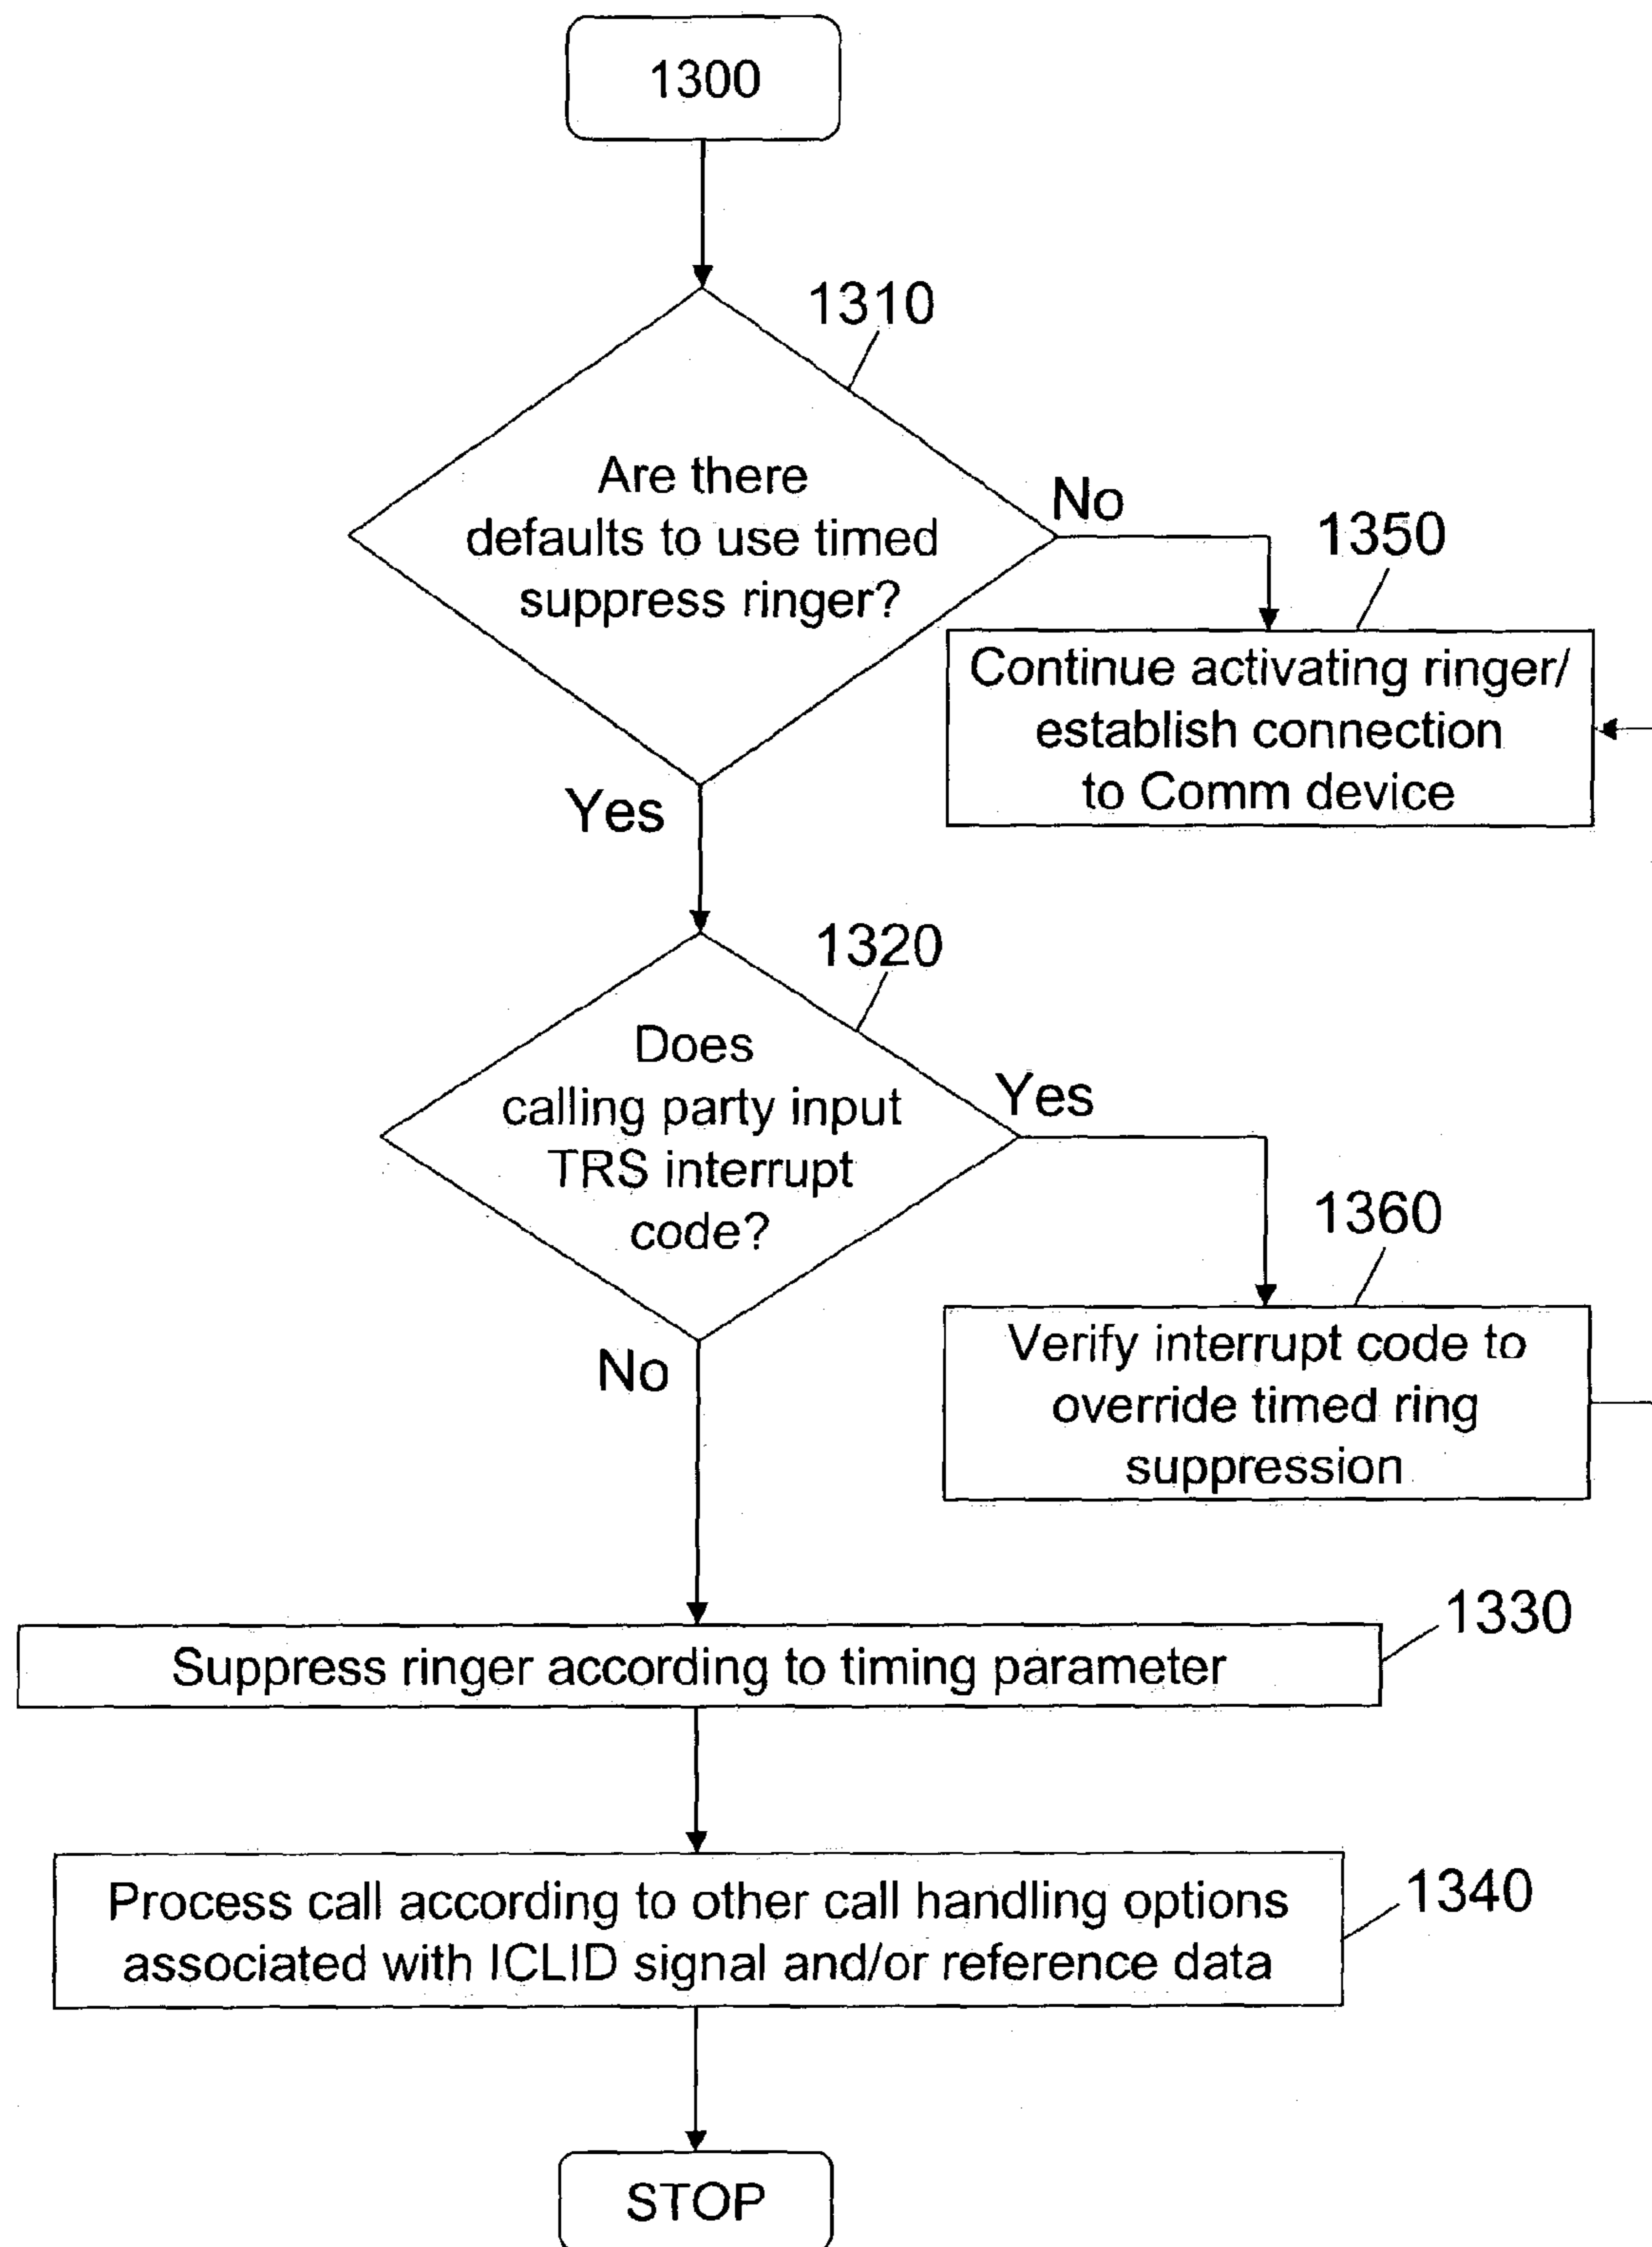 1300
1310
Are there
defaults to use timed
suppress ringer?
No
1350
Continue activating ringer/
establish connection
to Comm device
Yes
1320
Does
calling party input
TRS interrupt
code?
Yes
1360
Verify interrupt code to
override timed ring
suppression
No
1330
Suppress ringer according to timing parameter
1340
Process call according to other call handling options
associated with ICLID signal and/or reference data
STOP